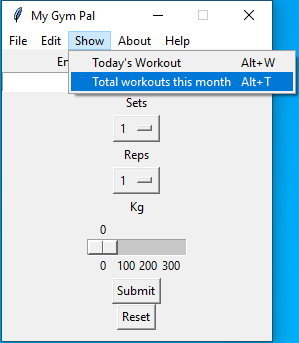 My Gym Pal
File Edit Show About Help
Today's Workout Alt+W
Total workouts this month Alt+T
Sets
1
Reps
1
Kg
0
0 100 200 300
Submit
Reset